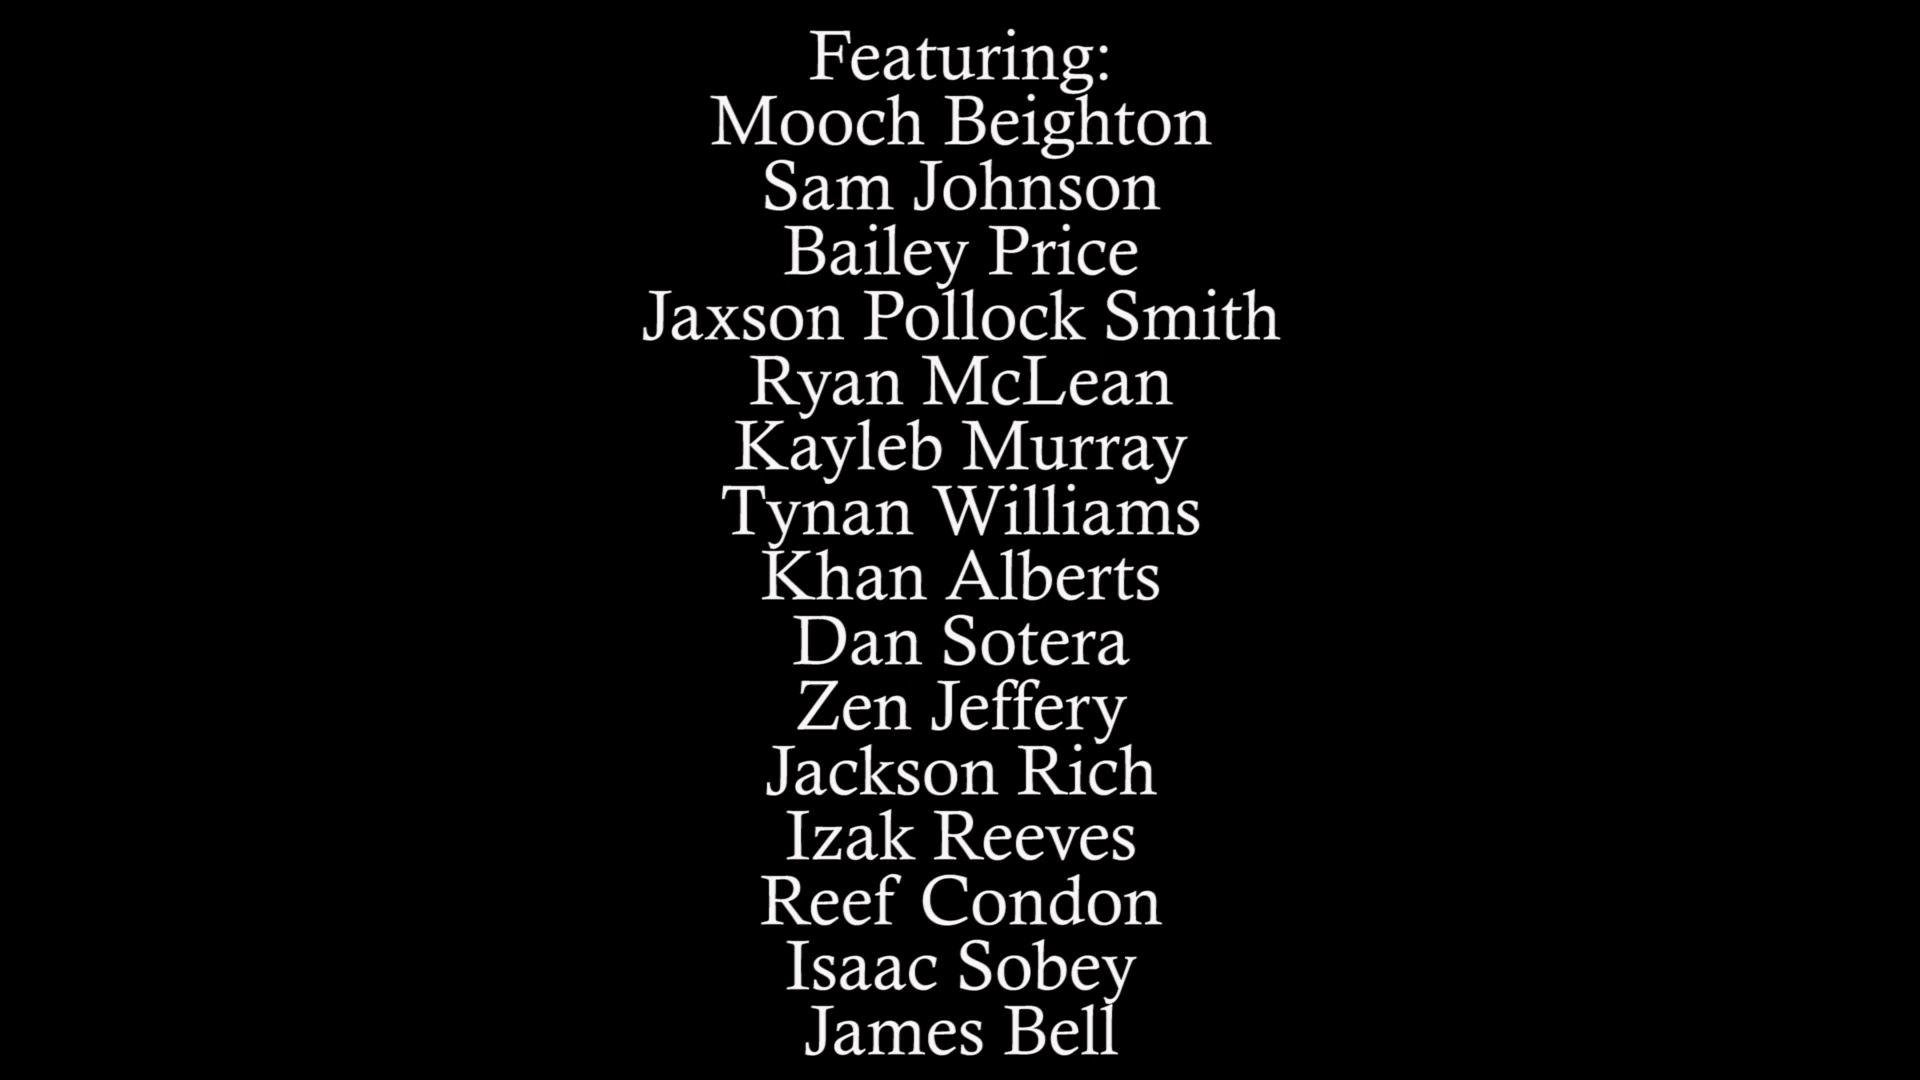 Featuring:
Mooch Beighton
Sam Johnson
Bailey Price
Jaxson Pollock Smith
Ryan McLean
Kayleb Murray
Tynan Williams
Khan Alberts
Dan Sotera
Zen Jeffery
Jackson Rich
Izak Reeves
Reef Condon
Isaac Sobey
James Bell